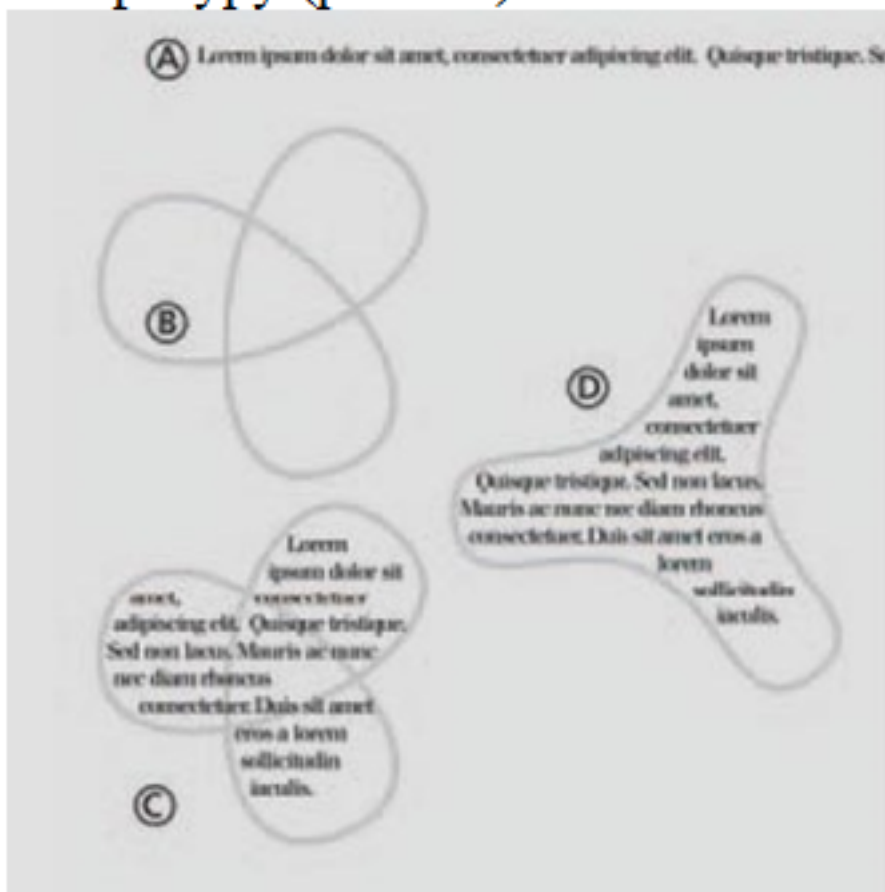 Ⓐ Lorem ipsum dolor sit amet, consectetuer adipiscing elit. Quisque tristique. Se
Ⓑ
Ⓒ
Lorem
ipsum dolor sit
amet, consectetuer
adipiscing elit. Quisque tristique.
Sed non lacus. Mauris ac nunc
nec diam rhoncus
consectetuer. Duis sit amet
eros a lorem
sollicitudin
iaculis.
Ⓓ
Lorem
ipsum
dolor sit
amet,
consectetuer
adipiscing elit.
Quisque tristique. Sed non lacus.
Mauris ac nunc nec diam rhoncus
consectetuer. Duis sit amet eros a
lorem
sollicitudin
iaculis.